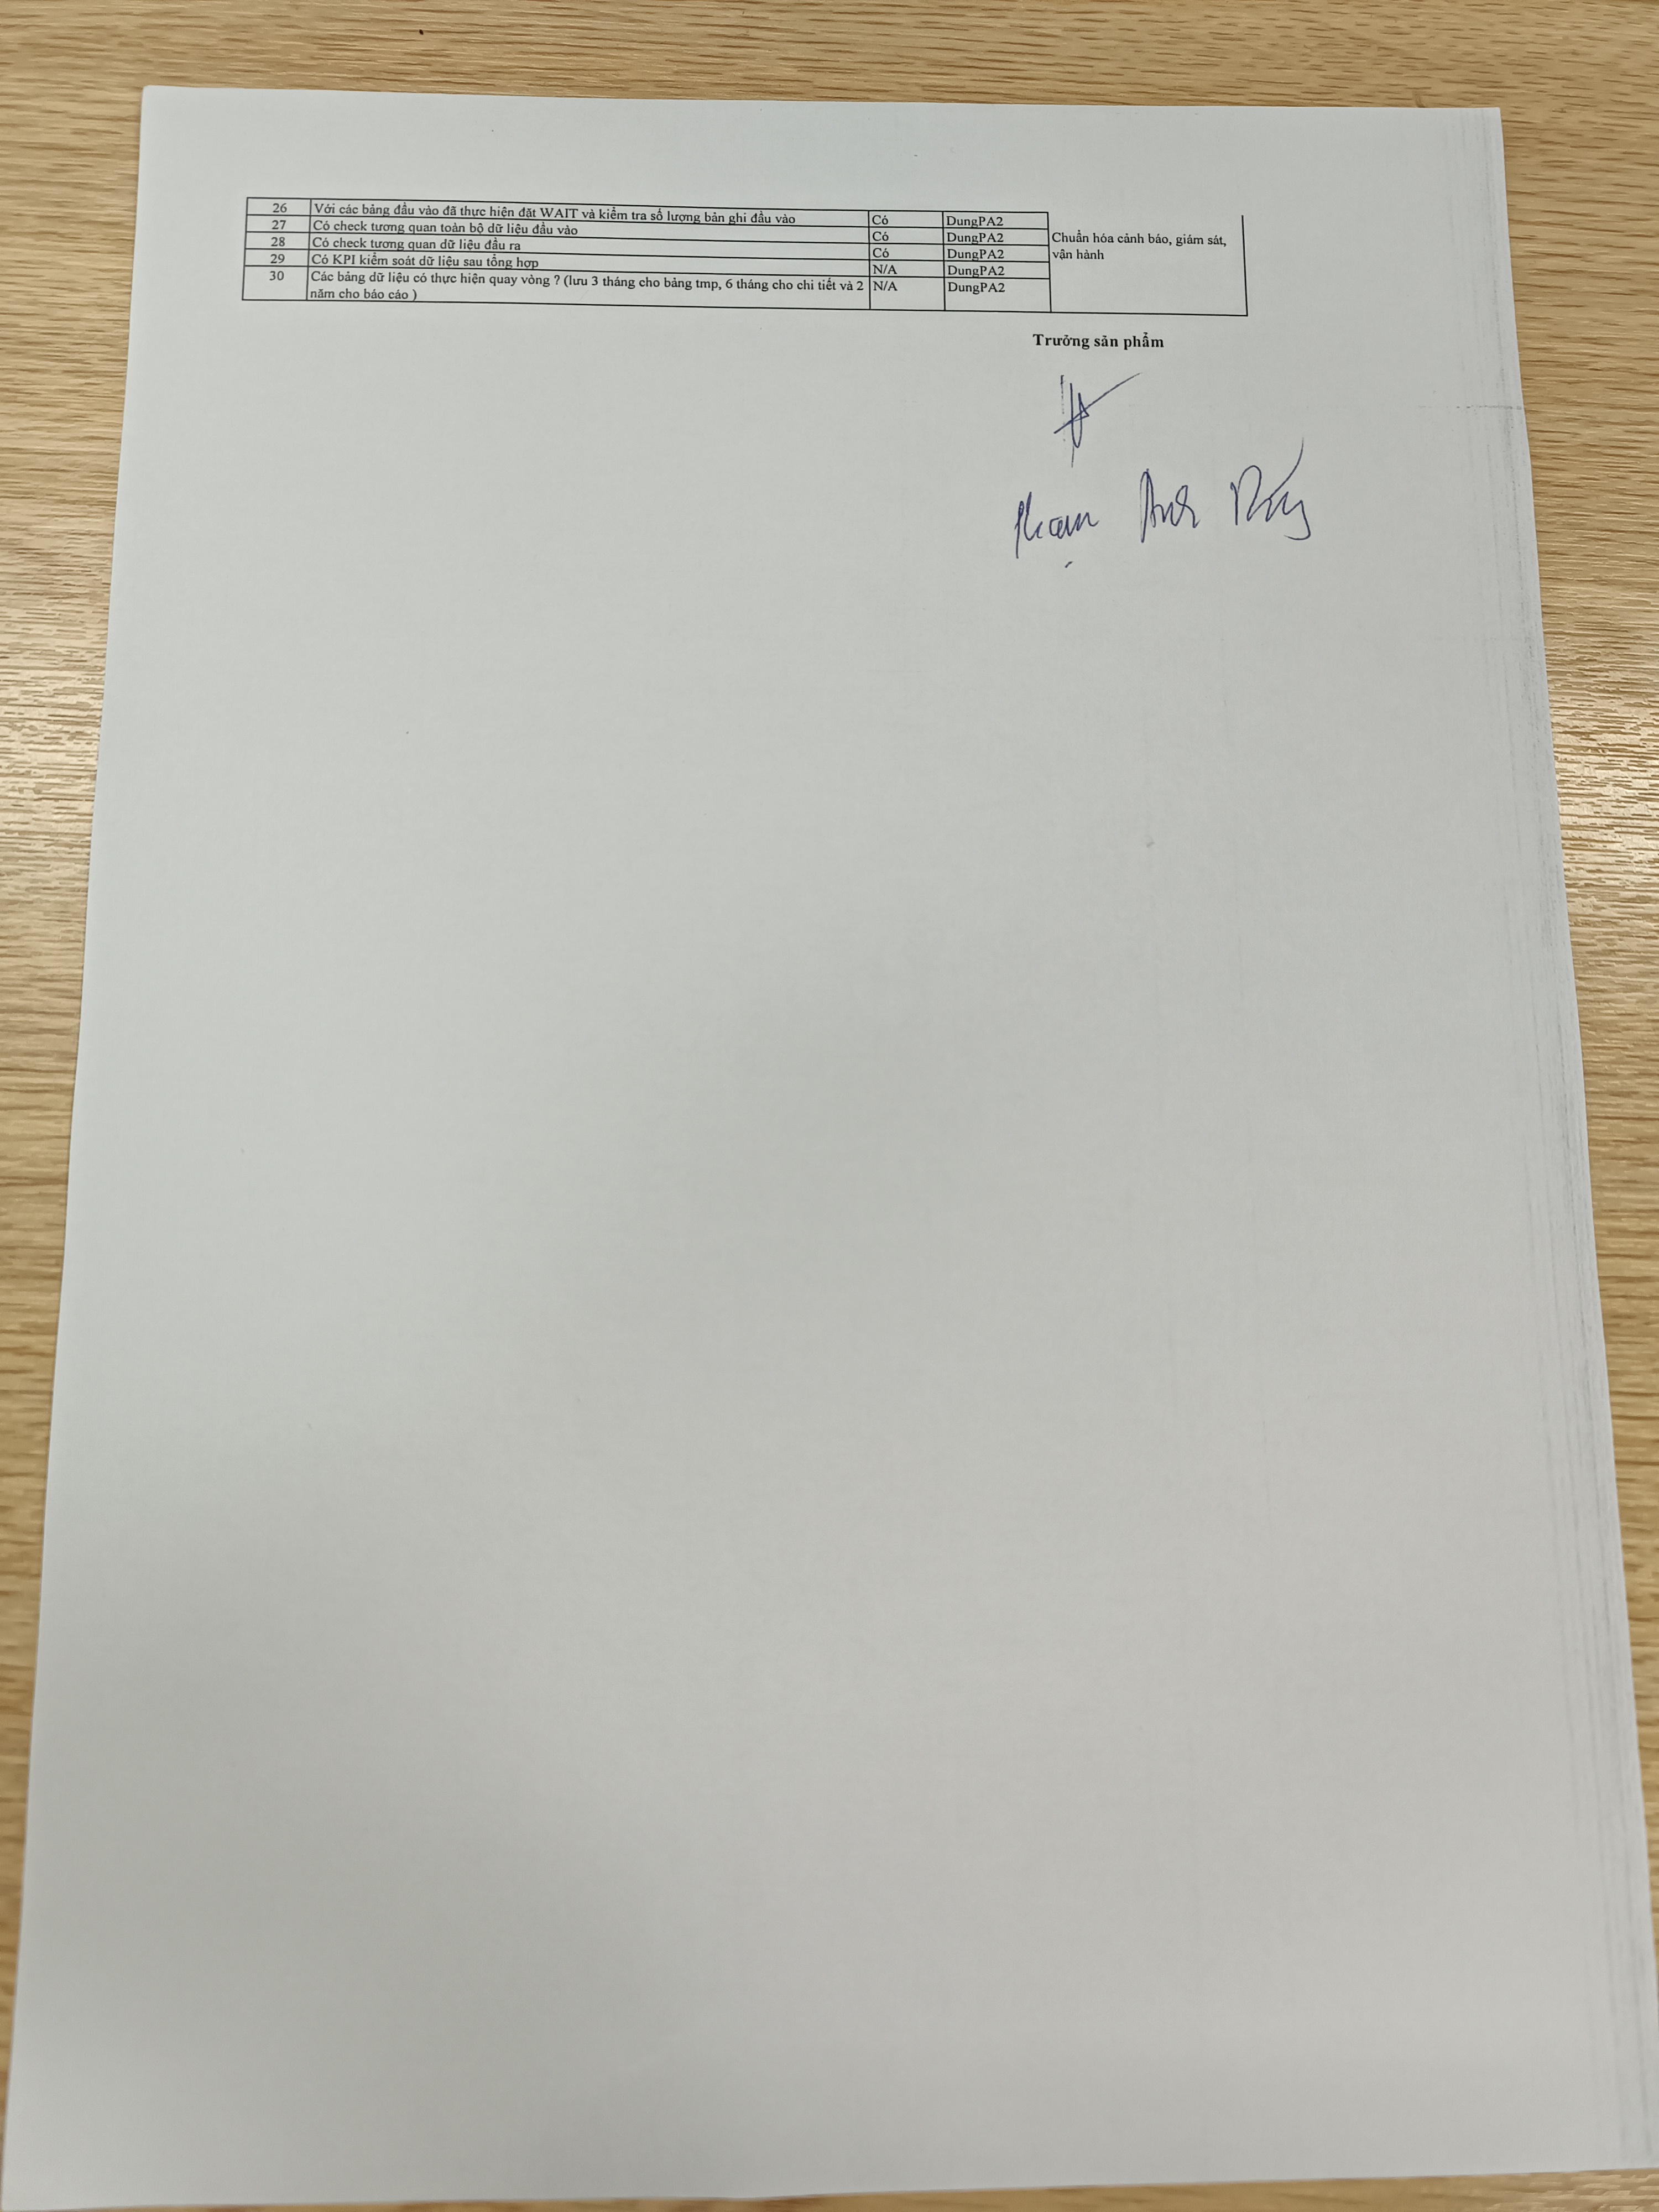 26 Với các bảng đầu vào đã thực hiện đặt WAIT và kiểm tra số lượng bản ghi đầu vào Có DungPA2
27 Có check tương quan toàn bộ dữ liệu đầu vào Có DungPA2
28 Có check tương quan dữ liệu đầu ra Có DungPA2
29 Có KPI kiểm soát dữ liệu sau tổng hợp N/A DungPA2
30 Các bảng dữ liệu có thực hiện quay vòng ? (lưu 3 tháng cho bảng tmp, 6 tháng cho chi tiết và 2 N/A DungPA2
năm cho báo cáo )
Chuẩn hóa cảnh báo, giám sát,
vận hành
Trưởng sản phẩm
Phạm Anh